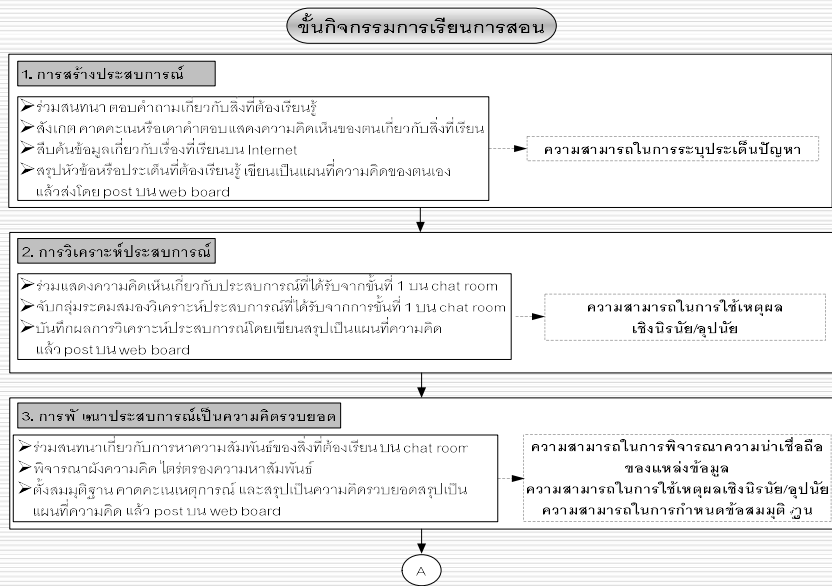 ขั้นกิจกรรมการเรียนการสอน
1. การสร้างประสบการณ์
ร่วมสนทนา ตอบคำถามเกี่ยวกับสิ่งที่ต้องเรียนรู้
สังเกต คาดคะเนหรือเดาคำตอบแสดงความคิดเห็นของตนเกี่ยวกับสิ่งที่เรียน
สืบค้นข้อมูลเกี่ยวกับเรื่องที่เรียนบน Internet
สรุปหัวข้อหรือประเด็นที่ต้องเรียนรู้ เขียนเป็นแผนที่ความคิดของตนเอง
แล้วส่งโดย post บน web board
ความสามารถในการระบุประเด็นปัญหา
2. การวิเคราะห์ประสบการณ์
ร่วมแสดงความคิดเห็นเกี่ยวกับประสบการณ์ที่ได้รับจากขั้นที่ 1 บน chat room
จับกลุ่มระดมสมองวิเคราะห์ประสบการณ์ที่ได้รับจากการขั้นที่ 1 บน chat room
บันทึกผลการวิเคราะห์ประสบการณ์โดยเขียนสรุปเป็นแผนที่ความคิด
แล้ว post บน web board
ความสามารถในการใช้เหตุผล
เชิงนิรนัย/อุปนัย
3. การพัฒนาประสบการณ์เป็นความคิดรวบยอด
ร่วมสนทนาเกี่ยวกับการหาความสัมพันธ์ของสิ่งที่ต้องเรียน บน chat room
พิจารณาผังความคิด ไตร่ตรองความหาสัมพันธ์
ตั้งสมมุติฐาน คาดคะเนเหตุการณ์ และสรุปเป็นความคิดรวบยอดสรุปเป็น
แผนที่ความคิด แล้ว post บน web board
ความสามารถในการพิจารณาความน่าเชื่อถือ
ของแหล่งข้อมูล
ความสามารถในการใช้เหตุผลเชิงนิรนัย/อุปนัย
ความสามารถในการกำหนดข้อสมมุติฐาน
A